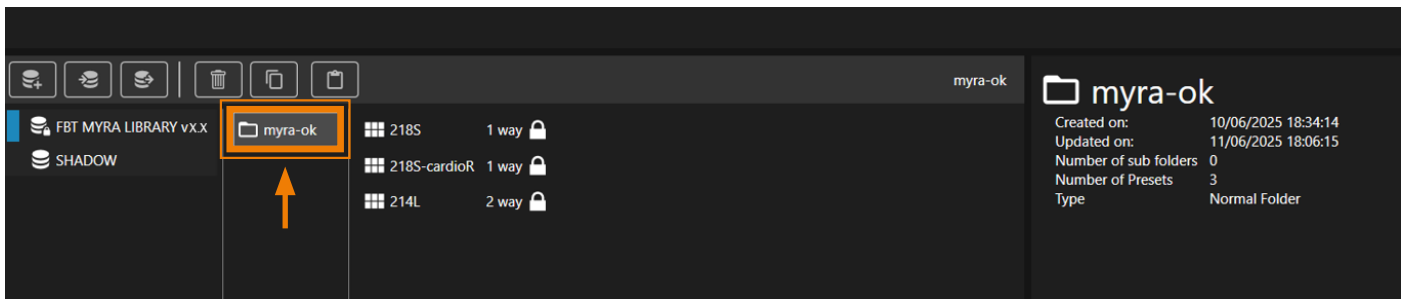 myra-ok
FBT MYRA LIBRARY vX.X
SHADOW
myra-ok
218S 1 way
218S-cardioR 1 way
214L 2 way
myra-ok
Created on: 10/06/2025 18:34:14
Updated on: 11/06/2025 18:06:15
Number of sub folders 0
Number of Presets 3
Type Normal Folder